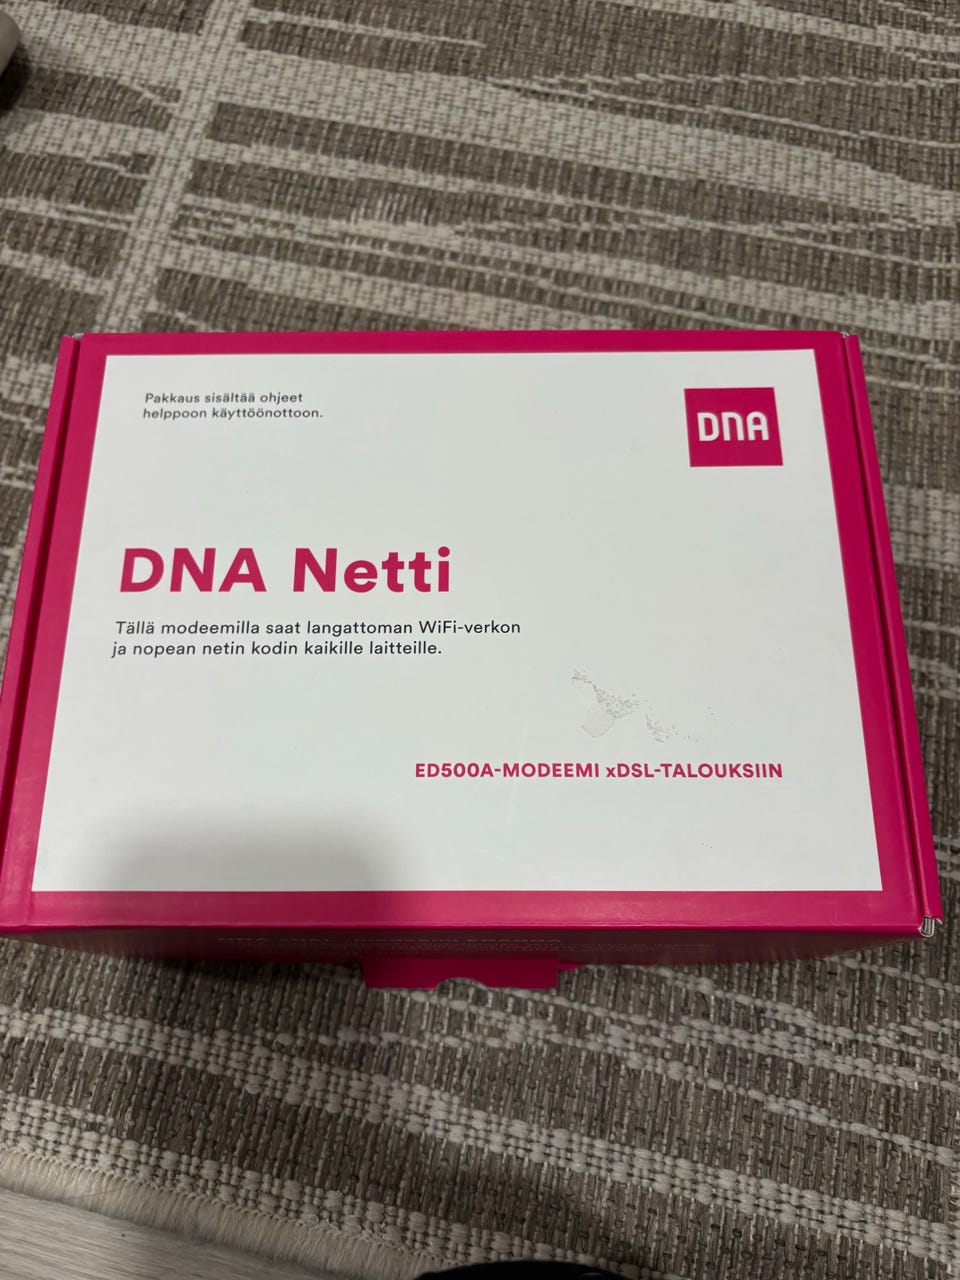 Pakkaus sisältää ohjeet
helppoon käyttöönottoon.
DNA
DNA Netti
Tällä modeemilla saat langattoman WiFi-verkon
ja nopean netin kodin kaikille laitteille.
ED500A-MODEEMI xDSL-TALOUKSIIN